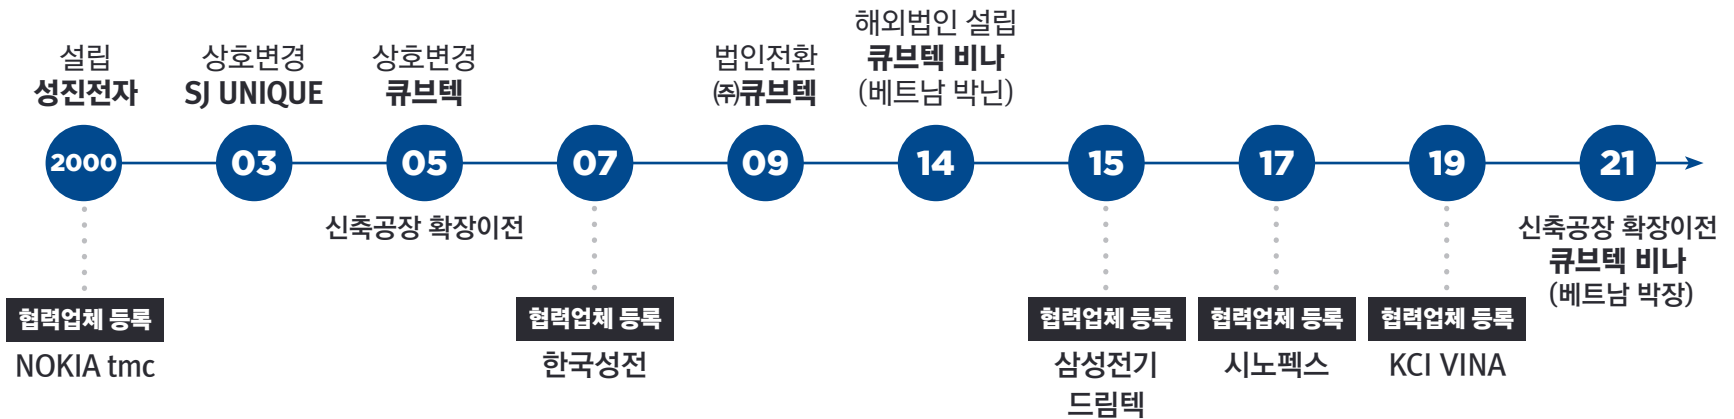 설립
성진전자
2000
협력업체 등록
NOKIA tmc
상호변경
SJ UNIQUE
03
상호변경
큐브텍
05
신축공장 확장이전
07
협력업체 등록
한국성전
법인전환
㈜큐브텍
09
해외법인 설립
큐브텍 비나
(베트남 박닌)
14
15
협력업체 등록
삼성전기
드림텍
17
협력업체 등록
시노펙스
19
협력업체 등록
KCI VINA
21
신축공장 확장이전
큐브텍 비나
(베트남 박장)